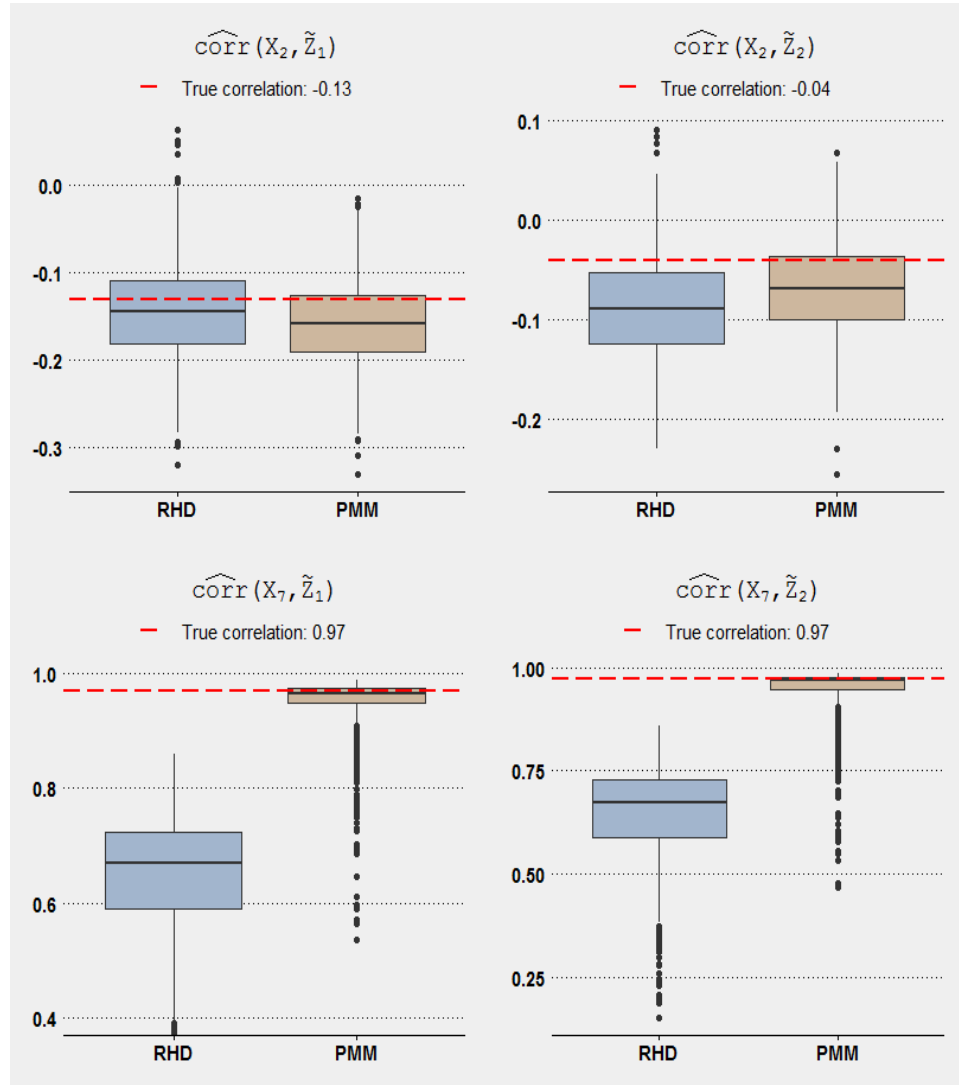 corr(X₂,Z̃₁)
True correlation: -0.13
0.0
-0.1
-0.2
-0.3
RHD PMM
corr(X₂,Z̃₂)
True correlation: -0.04
0.1
0.0
-0.1
-0.2
RHD PMM
corr(X₇,Z̃₁)
True correlation: 0.97
1.0
0.8
0.6
0.4
RHD PMM
corr(X₇,Z̃₂)
True correlation: 0.97
1.00
0.75
0.50
0.25
RHD PMM